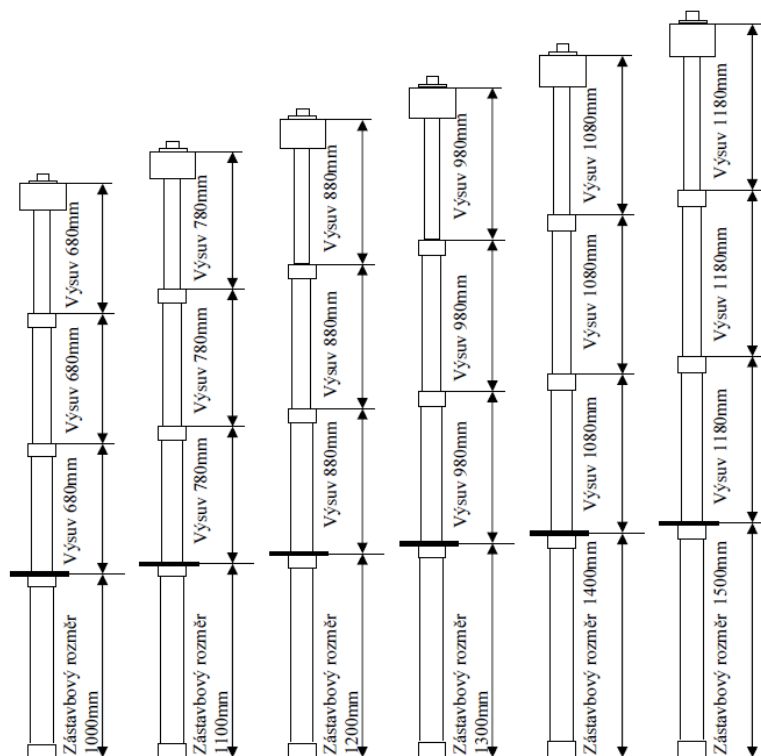 Výsuv 680mm
Výsuv 680mm
Výsuv 680mm
Zástavbový rozměr
1000mm
Výsuv 780mm
Výsuv 780mm
Výsuv 780mm
Zástavbový rozměr
1100mm
Výsuv 880mm
Výsuv 880mm
Výsuv 880mm
Zástavbový rozměr
1200mm
Výsuv 980mm
Výsuv 980mm
Výsuv 980mm
Zástavbový rozměr
1300mm
Výsuv 1080mm
Výsuv 1080mm
Výsuv 1080mm
Zástavbový rozměr 1400mm
Výsuv 1180mm
Výsuv 1180mm
Výsuv 1180mm
Zástavbový rozměr 1500mm